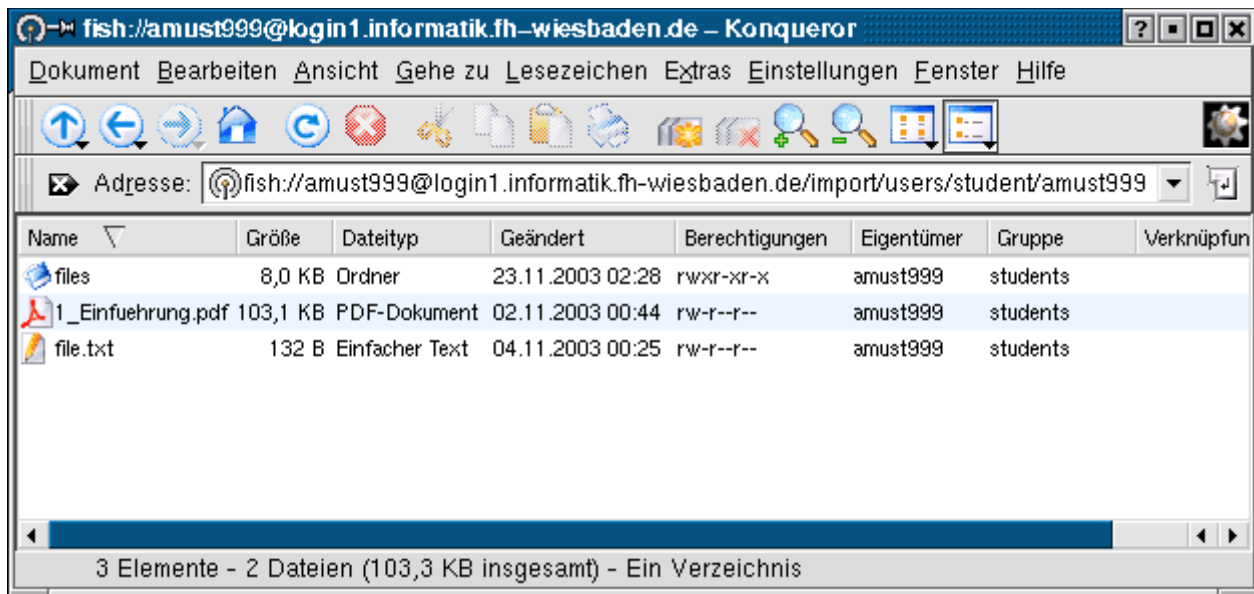 fish://amust999@login1.informatik.fh-wiesbaden.de – Konqueror
Dokument Bearbeiten Ansicht Gehe zu Lesezeichen Extras Einstellungen Fenster Hilfe
Adresse: fish://amust999@login1.informatik.fh-wiesbaden.de/import/users/student/amust999
Name Größe Dateityp Geändert Berechtigungen Eigentümer Gruppe Verknüpfun
files 8,0 KB Ordner 23.11.2003 02:28 rwxr-xr-x amust999 students
1_Einfuehrung.pdf 103,1 KB PDF-Dokument 02.11.2003 00:44 rw-r--r-- amust999 students
file.txt 132 B Einfacher Text 04.11.2003 00:25 rw-r--r-- amust999 students
3 Elemente - 2 Dateien (103,3 KB insgesamt) - Ein Verzeichnis